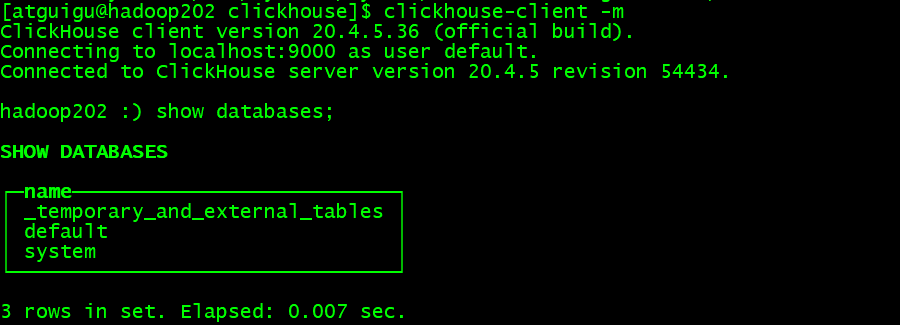 [atguigu@hadoop202 clickhouse]$ clickhouse-client -m
ClickHouse client version 20.4.5.36 (official build).
Connecting to localhost:9000 as user default.
Connected to ClickHouse server version 20.4.5 revision 54434.
hadoop202 :) show databases;
SHOW DATABASES
name
_temporary_and_external_tables
default
system
3 rows in set. Elapsed: 0.007 sec.